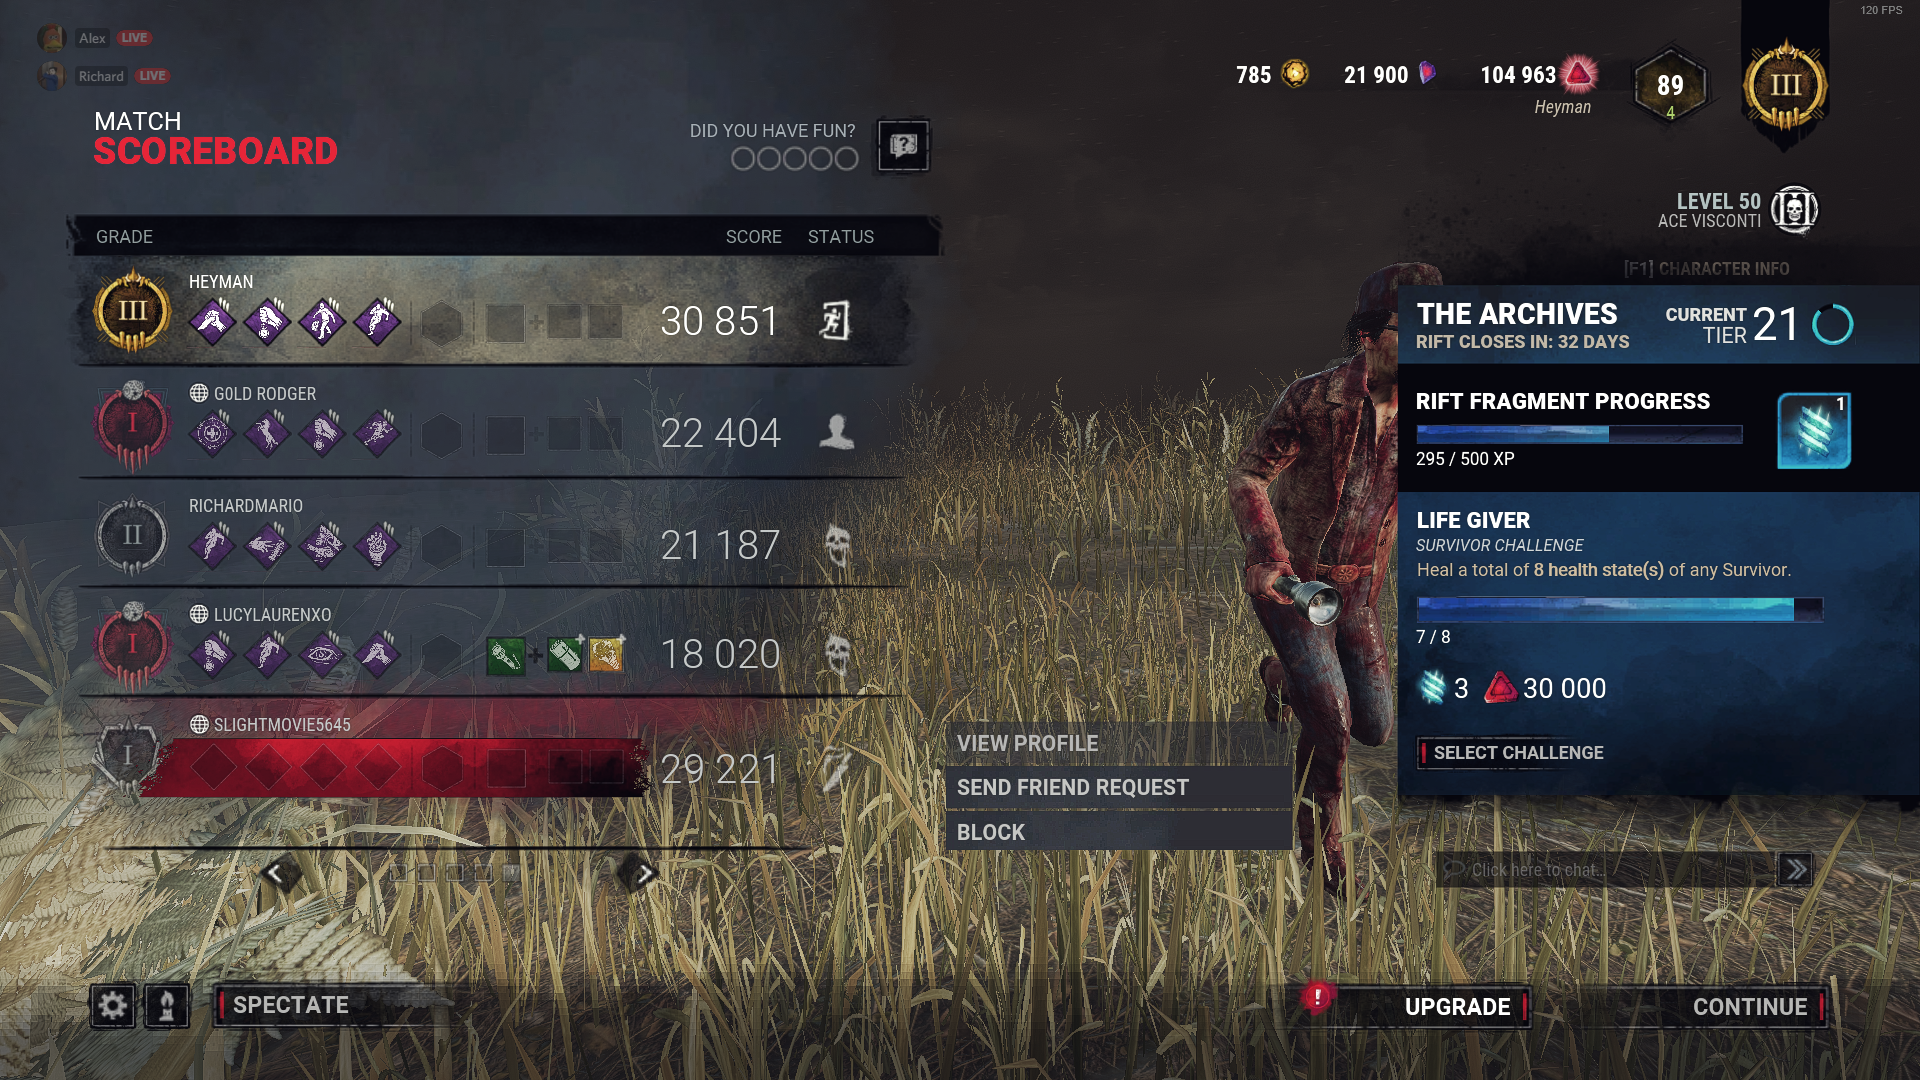 120 FPS
Alex LIVE
Richard LIVE
785
21 900
104 963
Heyman
89
4
III
MATCH
SCOREBOARD
DID YOU HAVE FUN?
LEVEL 50
ACE VISCONTI
[F1] CHARACTER INFO
GRADE SCORE STATUS
III
HEYMAN
30 851
I
G0LD RODGER
22 404
II
RICHARDMARIO
21 187
I
LUCYLAURENXO
18 020
I
SLIGHTMOVIE5645
29 221
VIEW PROFILE
SEND FRIEND REQUEST
BLOCK
THE ARCHIVES
RIFT CLOSES IN: 32 DAYS
CURRENT
TIER 21
RIFT FRAGMENT PROGRESS
1
295 / 500 XP
LIFE GIVER
SURVIVOR CHALLENGE
Heal a total of 8 health state(s) of any Survivor.
7 / 8
3 30 000
SELECT CHALLENGE
Click here to chat...
SPECTATE
UPGRADE
CONTINUE